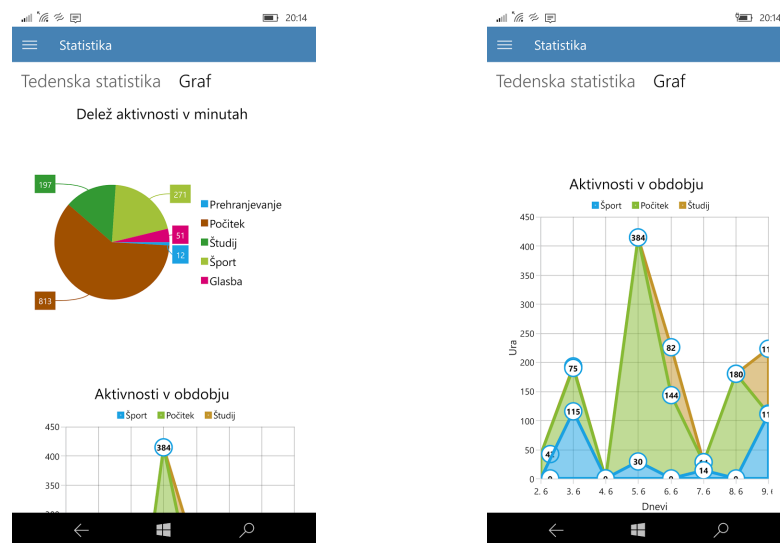 20:14
Statistika
Tedenska statistika Graf
Delež aktivnosti v minutah
197
271
51
12
813
Prehranjevanje
Počitek
Študij
Šport
Glasba
Aktivnosti v obdobju
Šport Počitek Študij
450
400
350
384
20:14
Statistika
Tedenska statistika Graf
Aktivnosti v obdobju
Šport Počitek Študij
450
400
350
300
250
200
150
100
50
0
Ura
384
82
75
180
144
115
30
14
2. 6 3. 6 4. 6 5. 6 6. 6 7. 6 8. 6 9. 6
Dnevi